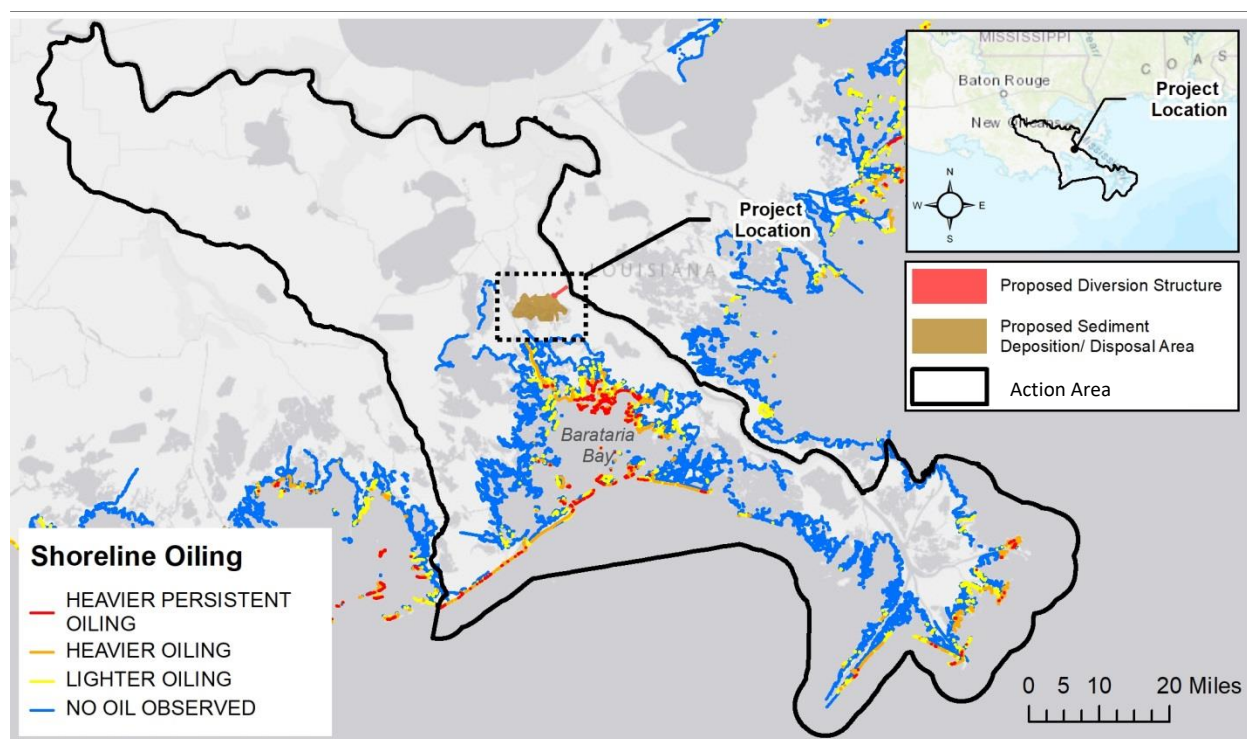 MISSISSIPPI
Baton Rouge
New Orleans
Mississippi
C O A S
Project
Location
N
W E
S
Project
Location
LOUISIANA
Proposed Diversion Structure
Proposed Sediment
Deposition/ Disposal Area
Action Area
Barataria
Bay
Shoreline Oiling
HEAVIER PERSISTENT
OILING
HEAVIER OILING
LIGHTER OILING
NO OIL OBSERVED
0 5 10 20 Miles